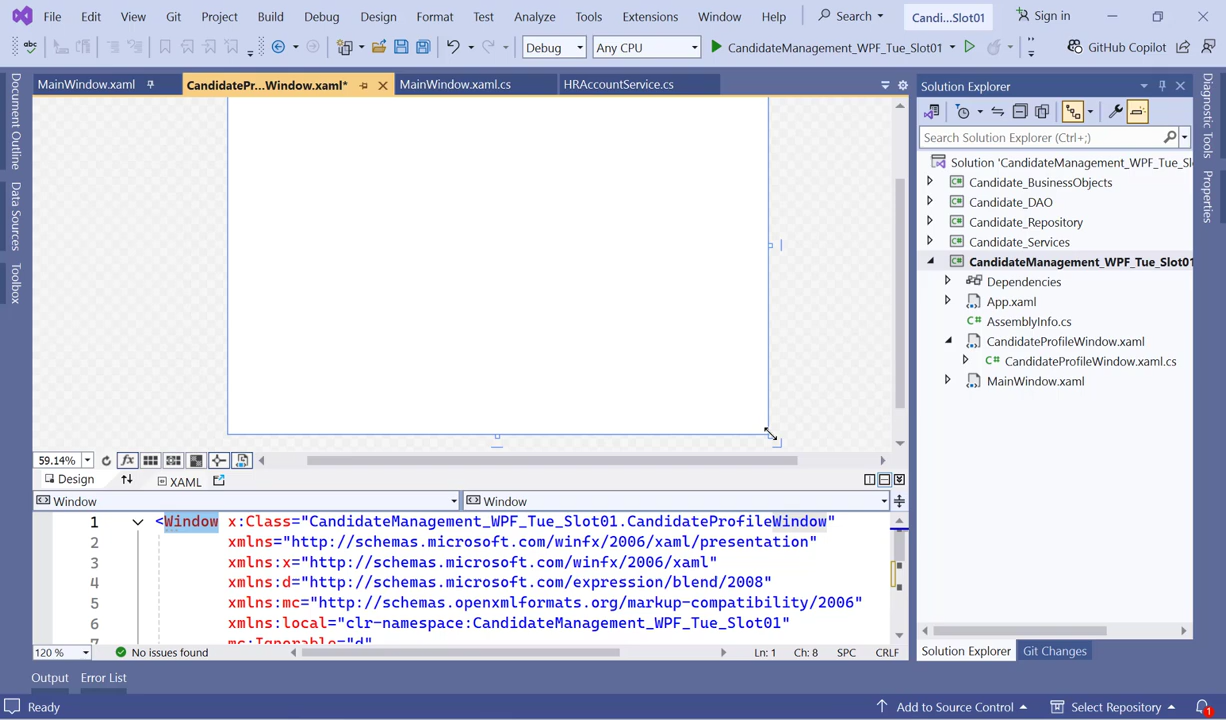 File Edit View Git Project Build Debug Design Format Test Analyze Tools Extensions Window Help Search Candi...Slot01 Sign in
Debug Any CPU CandidateManagement_WPF_Tue_Slot01 GitHub Copilot
MainWindow.xaml CandidatePr...Window.xaml* MainWindow.xaml.cs HRAccountService.cs
Document Outline
Data Sources
Toolbox
59.14% fx
Design XAML
Window Window
1 <Window x:Class="CandidateManagement_WPF_Tue_Slot01.CandidateProfileWindow"
2 xmlns="http://schemas.microsoft.com/winfx/2006/xaml/presentation"
3 xmlns:x="http://schemas.microsoft.com/winfx/2006/xaml"
4 xmlns:d="http://schemas.microsoft.com/expression/blend/2008"
5 xmlns:mc="http://schemas.openxmlformats.org/markup-compatibility/2006"
6 xmlns:local="clr-namespace:CandidateManagement_WPF_Tue_Slot01"
7 mc:Ignorable="d"
120 % No issues found Ln: 1 Ch: 8 SPC CRLF
Solution Explorer
Search Solution Explorer (Ctrl+;)
Solution 'CandidateManagement_WPF_Tue_Sl
C# Candidate_BusinessObjects
C# Candidate_DAO
C# Candidate_Repository
C# Candidate_Services
C# CandidateManagement_WPF_Tue_Slot01
Dependencies
App.xaml
C# AssemblyInfo.cs
CandidateProfileWindow.xaml
C# CandidateProfileWindow.xaml.cs
MainWindow.xaml
Solution Explorer Git Changes
Diagnostic Tools
Properties
Output Error List
Ready Add to Source Control Select Repository 1